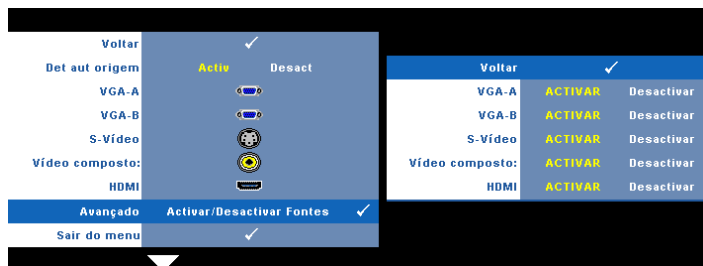 Voltar
Det aut origem Activ Desact
VGA-A
VGA-B
S-Vídeo
Vídeo composto:
HDMI
Avançado Activar/Desactivar Fontes
Sair do menu
Voltar
VGA-A ACTIVAR Desactivar
VGA-B ACTIVAR Desactivar
S-Vídeo ACTIVAR Desactivar
Vídeo composto: ACTIVAR Desactivar
HDMI ACTIVAR Desactivar